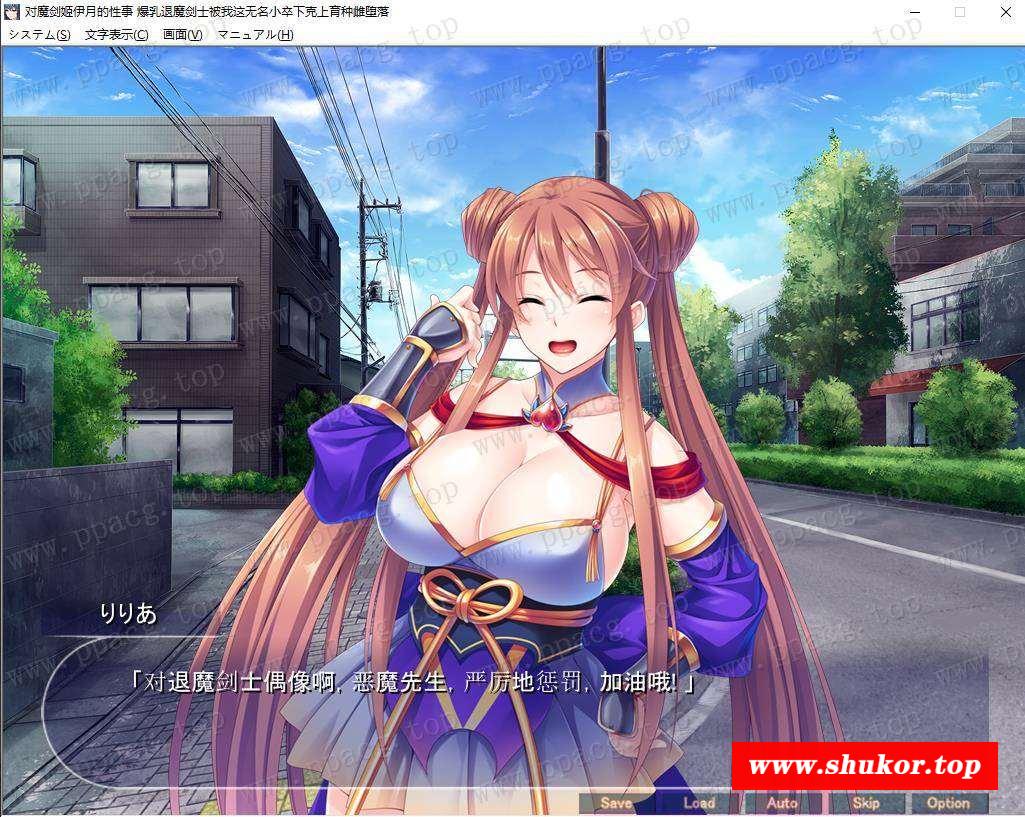 对魔剑姬伊月的性事 爆乳退魔剑士被我这无名小卒下克上育种雌堕落
システム(S) 文字表示(C) 画面(V) マニュアル(H)
りりあ
「对退魔剑士偶像啊, 恶魔先生, 严厉地惩罚, 加油哦! 」
www.shukor.top
Save Load Auto Skip Option
www.ppacg.top